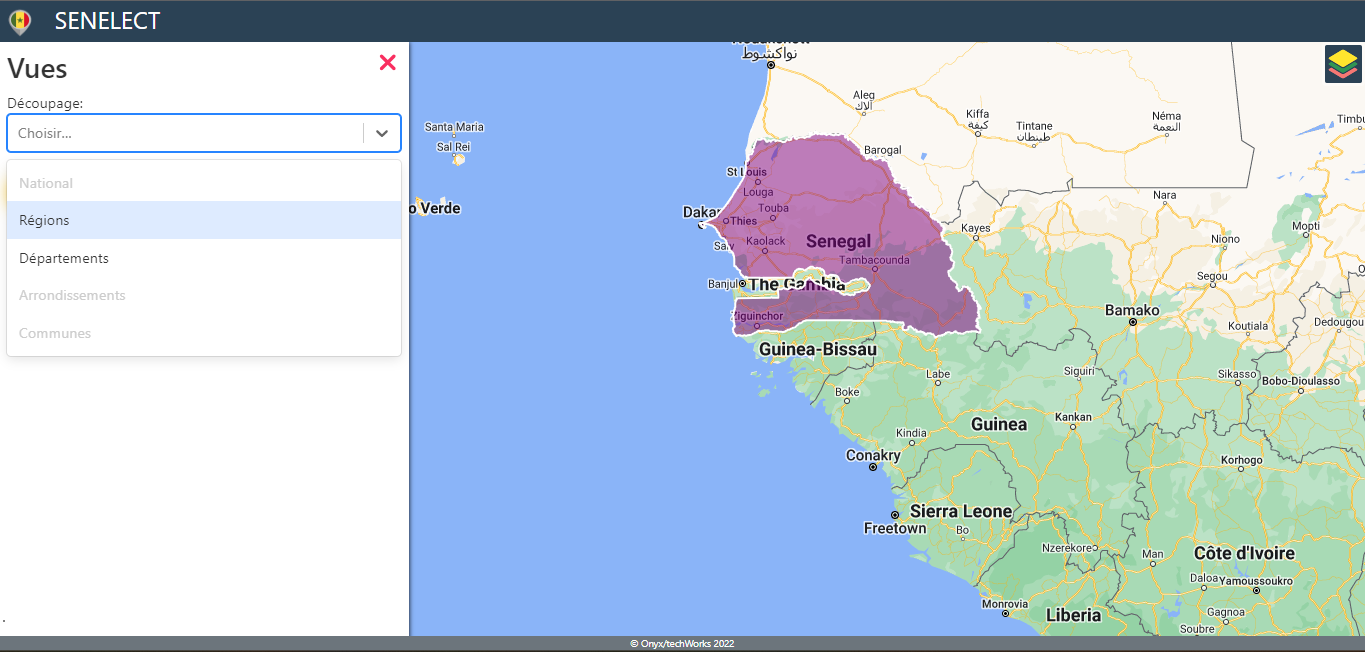 SENELECT
Vues
Découpage:
Choisir...
National
Régions
Départements
Arrondissements
Communes
نواكشوط
Aleq
ألاك
Kiffa
كيفة
Tintane
طينطان
Néma
النعمة
Santa Maria
Sal Rei
Barogal
St Louis
Louga
Nara
o Verde
Dakar
Thies
Touba
Kaolack
Senegal
Kayes
Mopti
Niono
Tambacounda
Segou
Banjul
The Gambia
Ziguinchor
Bamako
Koutiala
Dedougou
Guinea-Bissau
Labe
Siguiri
Sikasso
Bobo-Dioulasso
Boke
Kankan
Guinea
Kindia
Conakry
Korhogo
Sierra Leone
Freetown
Bo
Nzerekore
Man
Côte d'Ivoire
Daloa
Yamoussoukro
Monrovia
Liberia
Gagnoa
Soubre
© Onyx/techWorks 2022